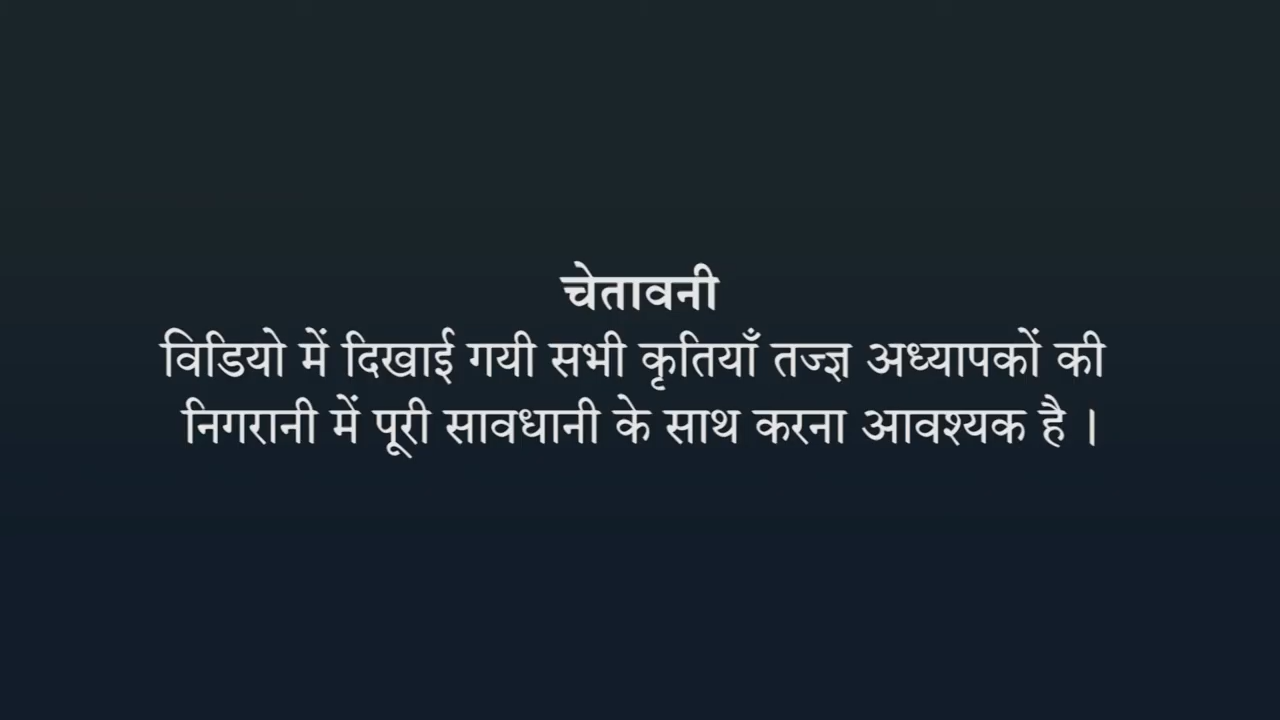 चेतावनी
विडियो में दिखाई गयी सभी कृतियाँ तज्ज्ञ अध्यापकों की
निगरानी में पूरी सावधानी के साथ करना आवश्यक है ।